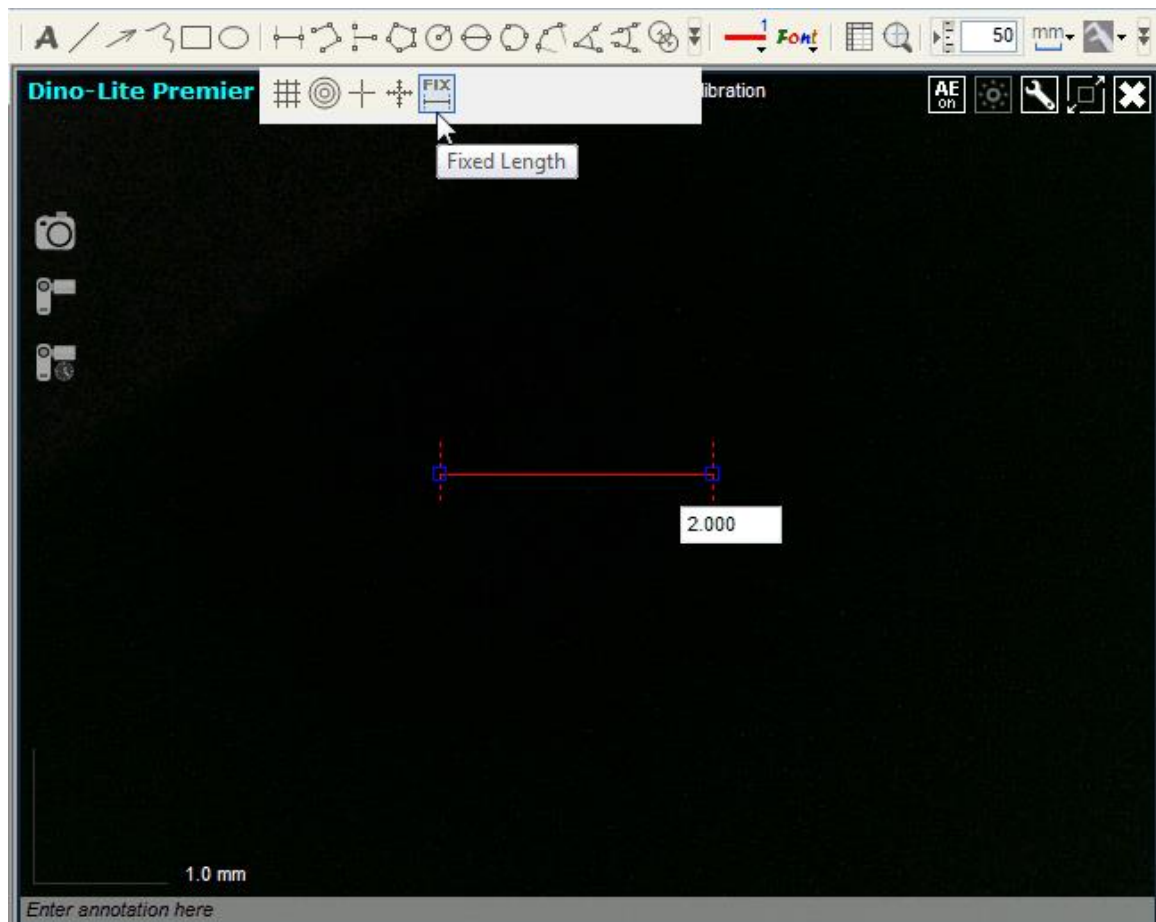 A
1
Font
50
mm
Dino-Lite Premier
FIX
libration
AE
on
Fixed Length
2.000
1.0 mm
Enter annotation here